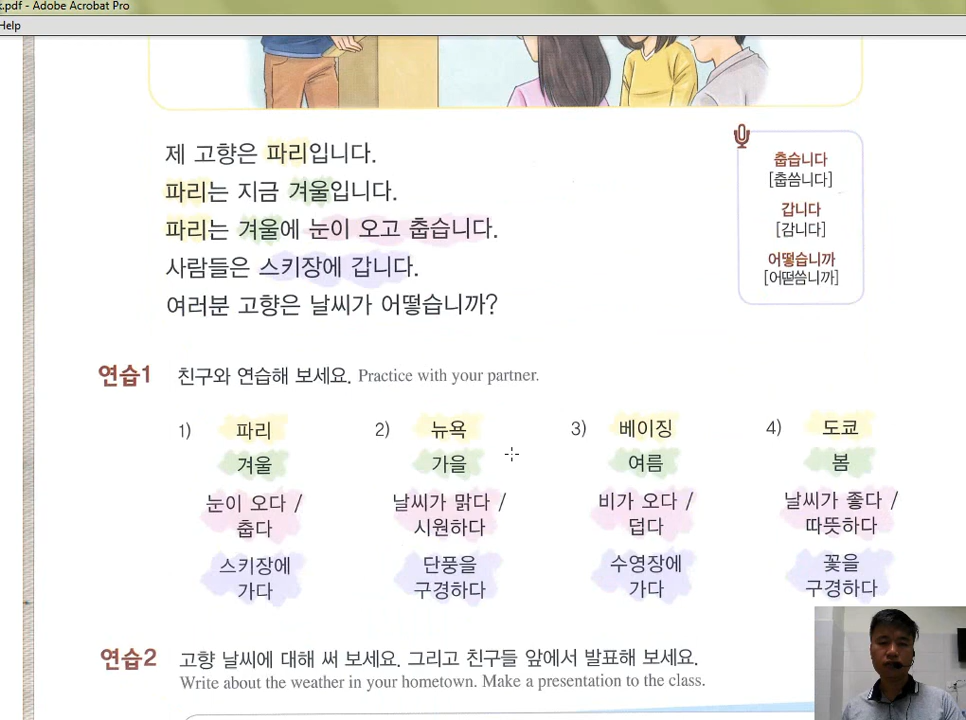 .pdf - Adobe Acrobat Pro
Help
제 고향은 파리입니다.
파리는 지금 겨울입니다.
파리는 겨울에 눈이 오고 춥습니다.
사람들은 스키장에 갑니다.
여러분 고향은 날씨가 어떻습니까?
춥습니다
[춥씀니다]
갑니다
[감니다]
어떻습니까
[어떧씀니까]
연습1 친구와 연습해 보세요. Practice with your partner.
1) 파리
겨울
눈이 오다 /
춥다
스키장에
가다
2) 뉴욕
가을
날씨가 맑다 /
시원하다
단풍을
구경하다
3) 베이징
여름
비가 오다 /
덥다
수영장에
가다
4) 도쿄
봄
날씨가 좋다 /
따뜻하다
꽃을
구경하다
연습2 고향 날씨에 대해 써 보세요. 그리고 친구들 앞에서 발표해 보세요.
Write about the weather in your hometown. Make a presentation to the class.